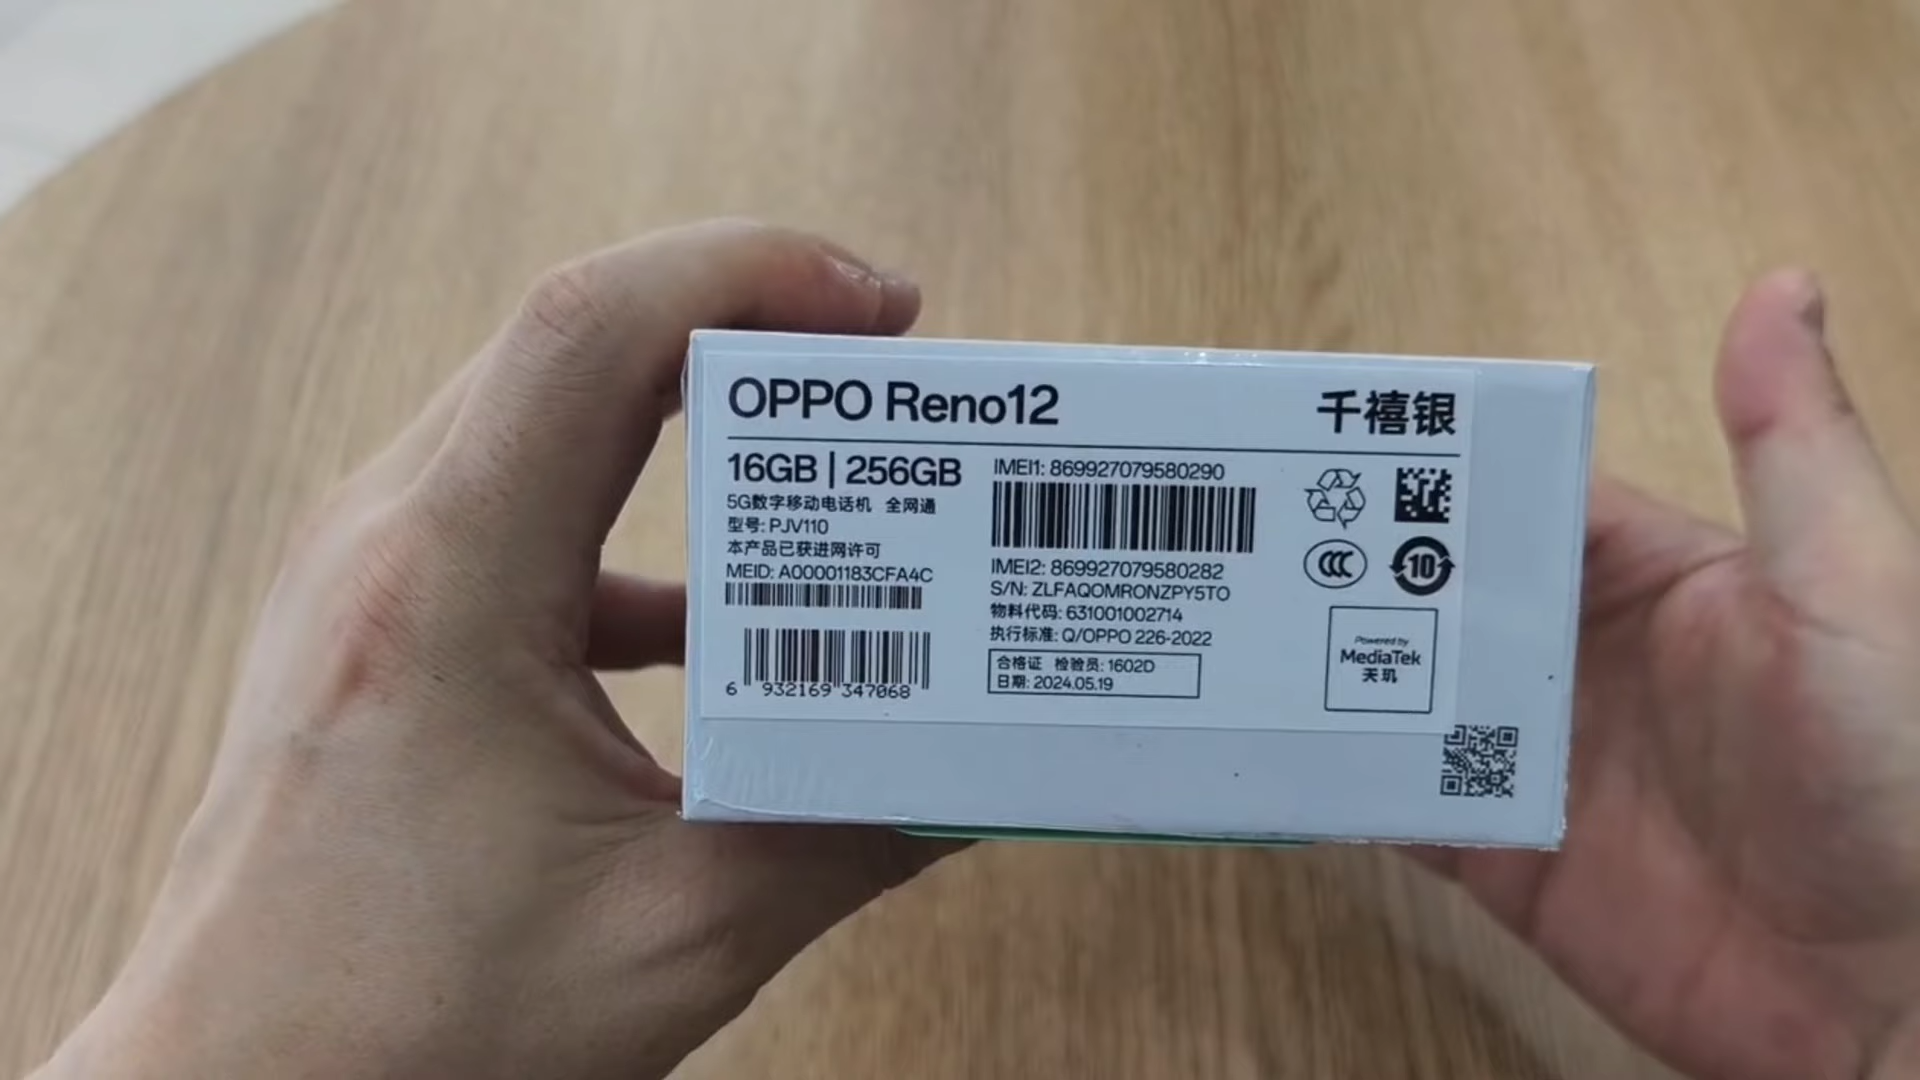 OPPO Reno12
千禧银
16GB | 256GB
5G数字移动电话机 全网通
型号: PJV110
本产品已获进网许可
MEID: A00001183CFA4C
6 932169 347068
IMEI1: 869927079580290
IMEI2: 869927079580282
S/N: ZLFAQOMRONZPY5TO
物料代码: 631001002714
执行标准: Q/OPPO 226-2022
合格证 检验员: 1602D
日期: 2024.05.19
CCC
10
Powered by
MediaTek
天玑